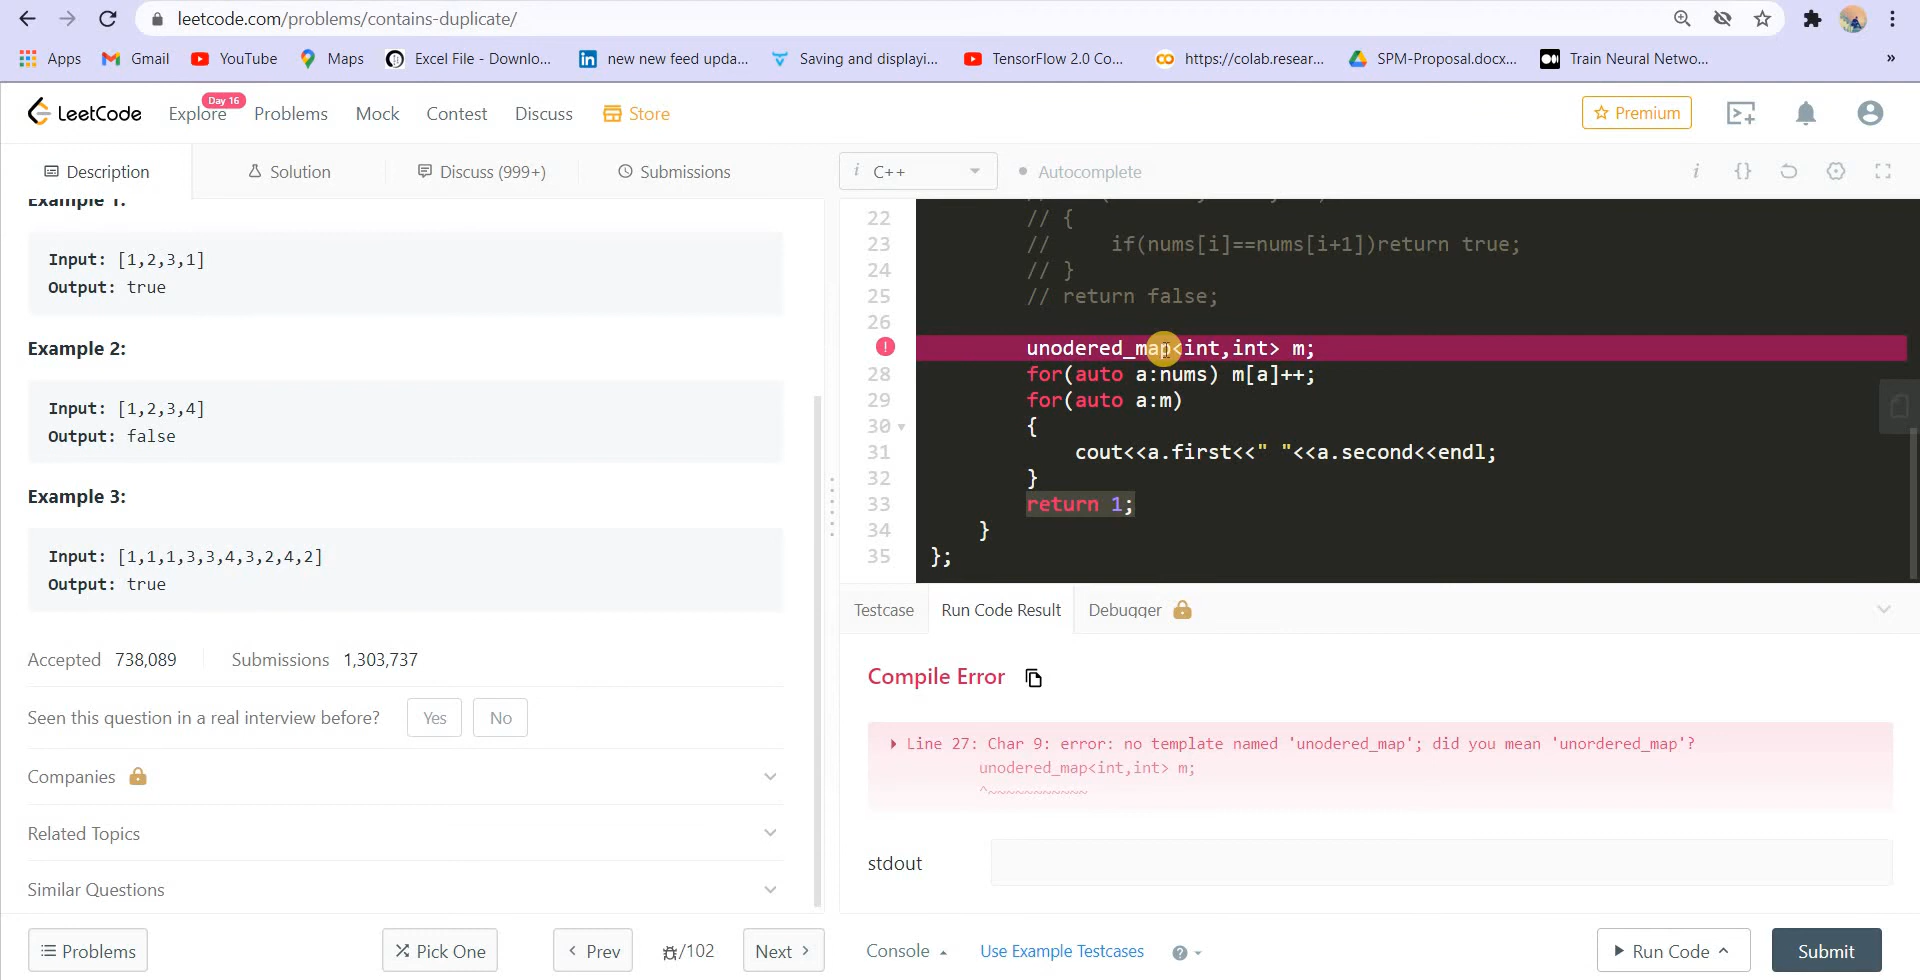 leetcode.com/problems/contains-duplicate/
Apps Gmail YouTube Maps Excel File - Downlo... new new feed upda... Saving and displayi... TensorFlow 2.0 Co... https://colab.resear... SPM-Proposal.docx... Train Neural Netwo... »
LeetCode Explore Day 16 Problems Mock Contest Discuss Store Premium
Description Solution Discuss (999+) Submissions
i C++ Autocomplete i {}
Example 1:
Input: [1,2,3,1]
Output: true
Example 2:
Input: [1,2,3,4]
Output: false
Example 3:
Input: [1,1,1,3,3,4,3,2,4,2]
Output: true
Accepted 738,089 Submissions 1,303,737
Seen this question in a real interview before? Yes No
Companies
Related Topics
Similar Questions
Problems Pick One Prev /102 Next
22 // {
23 // if(nums[i]==nums[i+1])return true;
24 // }
25 // return false;
26
unodered_map<int,int> m;
28 for(auto a:nums) m[a]++;
29 for(auto a:m)
30 {
31 cout<<a.first<<" "<<a.second<<endl;
32 }
33 return 1;
34 }
35 };
Testcase Run Code Result Debugger
Compile Error
Line 27: Char 9: error: no template named 'unodered_map'; did you mean 'unordered_map'?
unodered_map<int,int> m;
^~~~~~~~~~~~
stdout
Console Use Example Testcases ? Run Code Submit